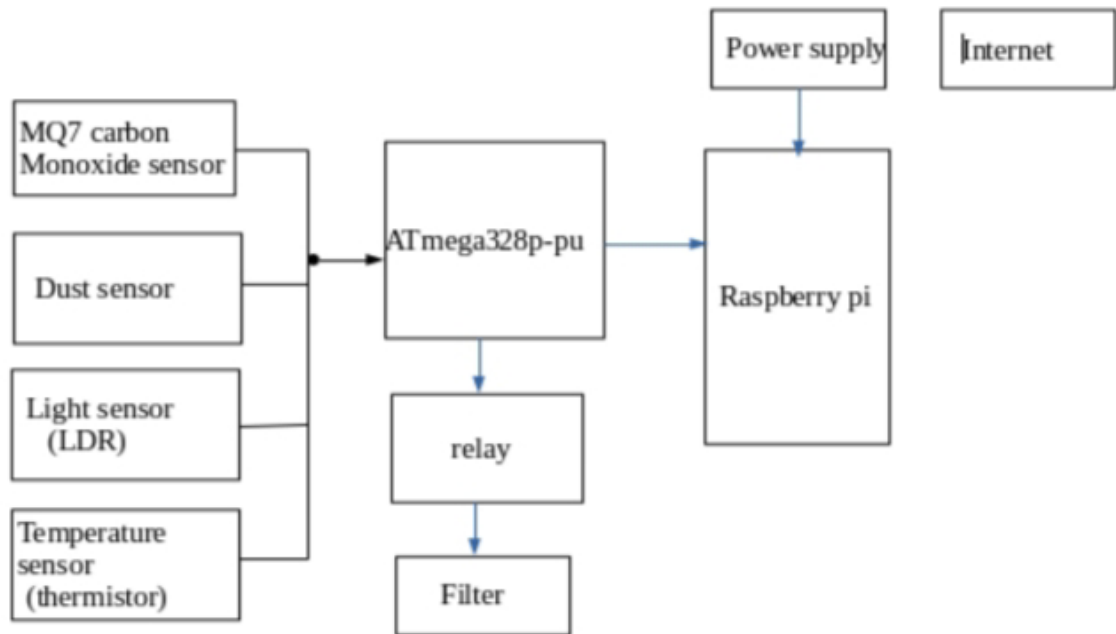 Power supply
Internet
MQ7 carbon
Monoxide sensor
ATmega328p-pu
Dust sensor
Raspberry pi
Light sensor
(LDR)
relay
Temperature
sensor
(thermistor)
Filter